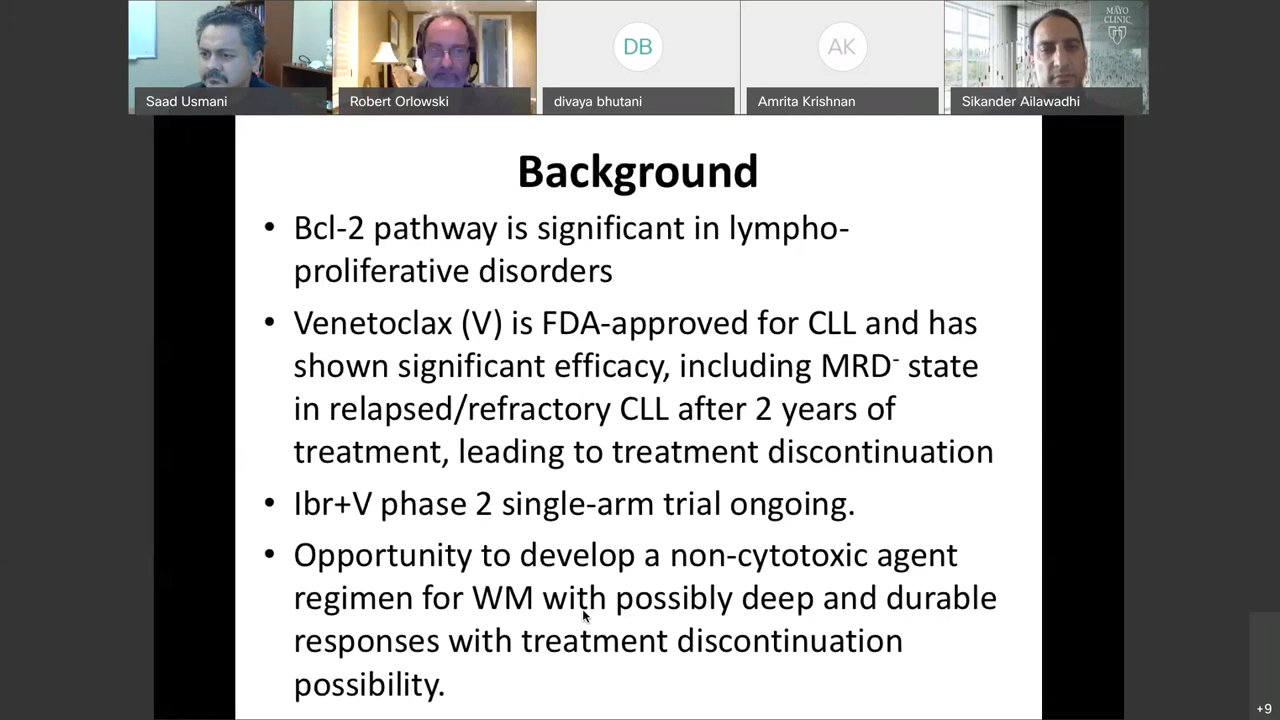 MAYO
CLINIC
DB
AK
Saad Usmani
Robert Orlowski
divaya bhutani
Amrita Krishnan
Sikander Ailawadhi
Background
• Bcl-2 pathway is significant in lympho-
proliferative disorders
• Venetoclax (V) is FDA-approved for CLL and has
shown significant efficacy, including MRD⁻ state
in relapsed/refractory CLL after 2 years of
treatment, leading to treatment discontinuation
• Ibr+V phase 2 single-arm trial ongoing.
• Opportunity to develop a non-cytotoxic agent
regimen for WM with possibly deep and durable
responses with treatment discontinuation
possibility.
+9